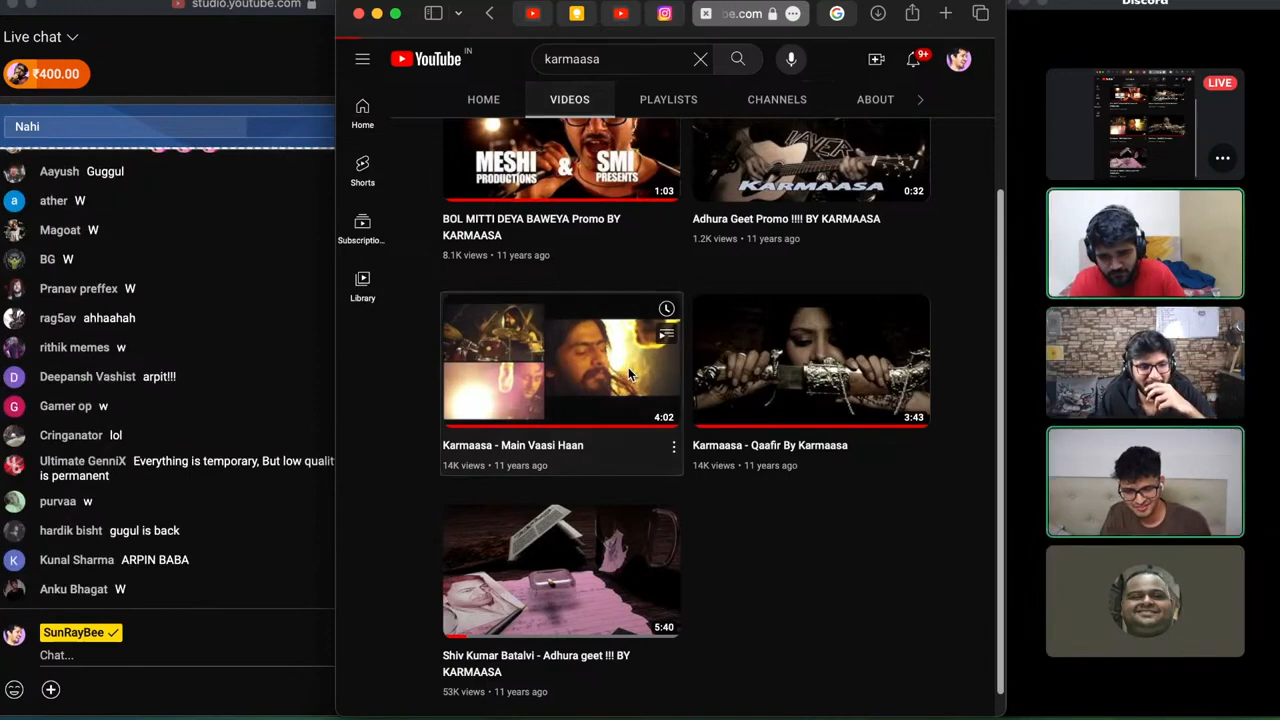 studio.youtube.com
Live chat
₹400.00
Nahi
Aayush Guggul
ather W
Magoat W
BG W
Pranav preffex W
rag5av ahhaahah
rithik memes w
Deepansh Vashist arpit!!!
Gamer op w
Cringanator lol
Ultimate GenniX Everything is temporary, But low qualit
is permanent
purvaa w
hardik bisht gugul is back
Kunal Sharma ARPIN BABA
Anku Bhagat W
SunRayBee
Chat...
be.com
YouTube IN
karmaasa
9+
HOME VIDEOS PLAYLISTS CHANNELS ABOUT
Home
Shorts
Subscriptio...
Library
MESHI & SMI
PRODUCTIONS PRESENTS
1:03
BOL MITTI DEYA BAWEYA Promo BY
KARMAASA
8.1K views • 11 years ago
KARMAASA
0:32
Adhura Geet Promo !!!! BY KARMAASA
1.2K views • 11 years ago
4:02
Karmaasa - Main Vaasi Haan
14K views • 11 years ago
3:43
Karmaasa - Qaafir By Karmaasa
14K views • 11 years ago
5:40
Shiv Kumar Batalvi - Adhura geet !!! BY
KARMAASA
53K views • 11 years ago
Discord
LIVE